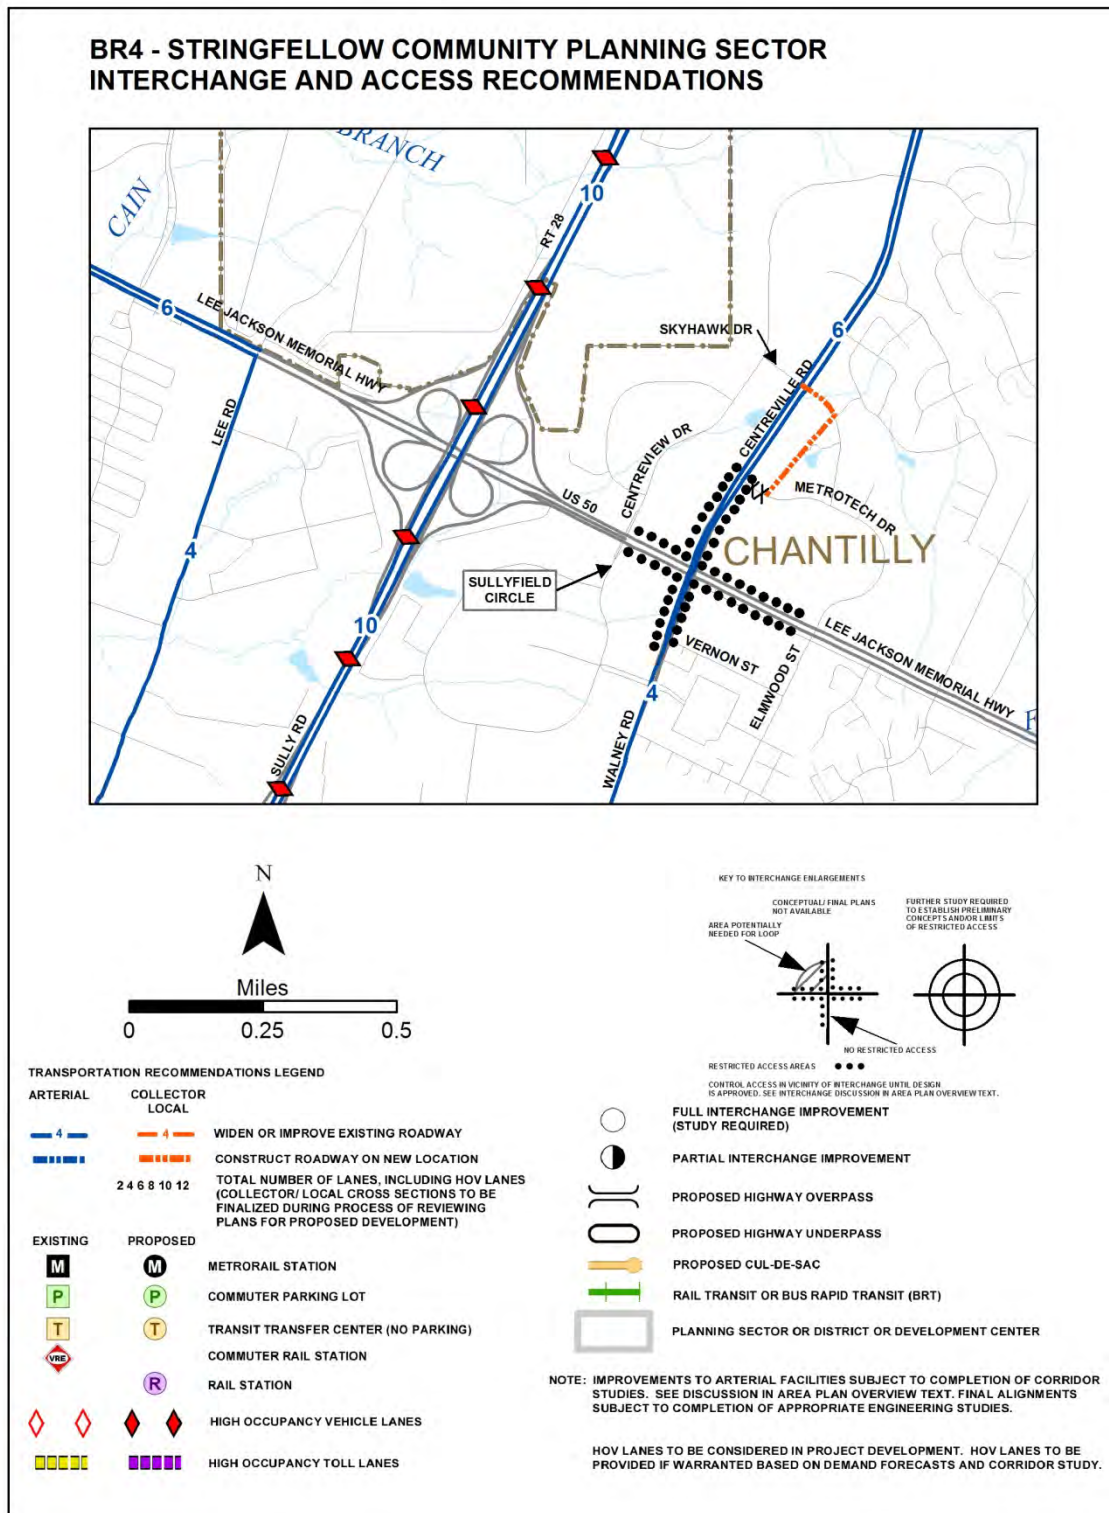 BR4 - STRINGFELLOW COMMUNITY PLANNING SECTOR
INTERCHANGE AND ACCESS RECOMMENDATIONS
BRANCH
CAIN
10
RT 28
6
LEE JACKSON MEMORIAL HWY
SKYHAWK DR
6
CENTREVILLE RD
LEE RD
CENTREVIEW DR
METROTECH DR
US 50
CHANTILLY
4
SULLYFIELD
CIRCLE
10
VERNON ST
LEE JACKSON MEMORIAL HWY
4
ELMWOOD ST
SULLY RD
WALNEY RD
N
Miles
0
0.25
0.5
KEY TO INTERCHANGE ENLARGEMENTS
CONCEPTUAL/ FINAL PLANS
NOT AVAILABLE
FURTHER STUDY REQUIRED
TO ESTABLISH PRELIMINARY
CONCEPTS AND/OR LIMITS
OF RESTRICTED ACCESS
AREA POTENTIALLY
NEEDED FOR LOOP
NO RESTRICTED ACCESS
RESTRICTED ACCESS AREAS
CONTROL ACCESS IN VICINITY OF INTERCHANGE UNTIL DESIGN
IS APPROVED. SEE INTERCHANGE DISCUSSION IN AREA PLAN OVERVIEW TEXT.
TRANSPORTATION RECOMMENDATIONS LEGEND
ARTERIAL
COLLECTOR
LOCAL
4
4
WIDEN OR IMPROVE EXISTING ROADWAY
CONSTRUCT ROADWAY ON NEW LOCATION
2 4 6 8 10 12
TOTAL NUMBER OF LANES, INCLUDING HOV LANES
(COLLECTOR/ LOCAL CROSS SECTIONS TO BE
FINALIZED DURING PROCESS OF REVIEWING
PLANS FOR PROPOSED DEVELOPMENT)
EXISTING
PROPOSED
M
M
METRORAIL STATION
P
P
COMMUTER PARKING LOT
T
T
TRANSIT TRANSFER CENTER (NO PARKING)
VRE
COMMUTER RAIL STATION
R
RAIL STATION
HIGH OCCUPANCY VEHICLE LANES
HIGH OCCUPANCY TOLL LANES
FULL INTERCHANGE IMPROVEMENT
(STUDY REQUIRED)
PARTIAL INTERCHANGE IMPROVEMENT
PROPOSED HIGHWAY OVERPASS
PROPOSED HIGHWAY UNDERPASS
PROPOSED CUL-DE-SAC
RAIL TRANSIT OR BUS RAPID TRANSIT (BRT)
PLANNING SECTOR OR DISTRICT OR DEVELOPMENT CENTER
NOTE: IMPROVEMENTS TO ARTERIAL FACILITIES SUBJECT TO COMPLETION OF CORRIDOR
STUDIES. SEE DISCUSSION IN AREA PLAN OVERVIEW TEXT. FINAL ALIGNMENTS
SUBJECT TO COMPLETION OF APPROPRIATE ENGINEERING STUDIES.
HOV LANES TO BE CONSIDERED IN PROJECT DEVELOPMENT. HOV LANES TO BE
PROVIDED IF WARRANTED BASED ON DEMAND FORECASTS AND CORRIDOR STUDY.